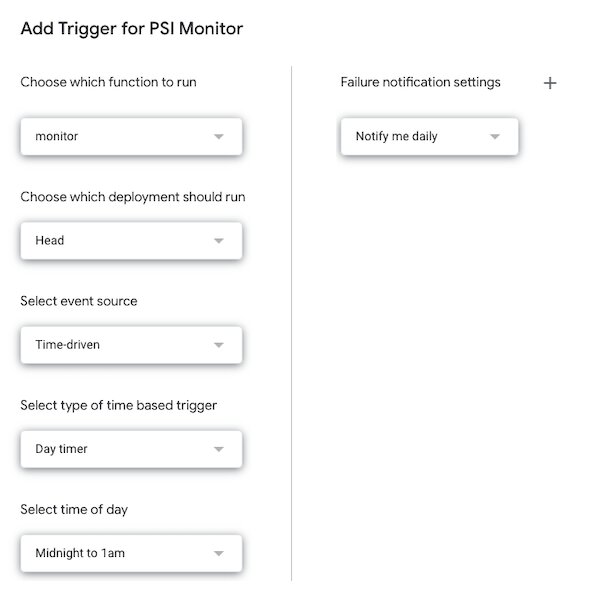 Add Trigger for PSI Monitor
Choose which function to run
monitor
Choose which deployment should run
Head
Select event source
Time-driven
Select type of time based trigger
Day timer
Select time of day
Midnight to 1am
Failure notification settings
Notify me daily